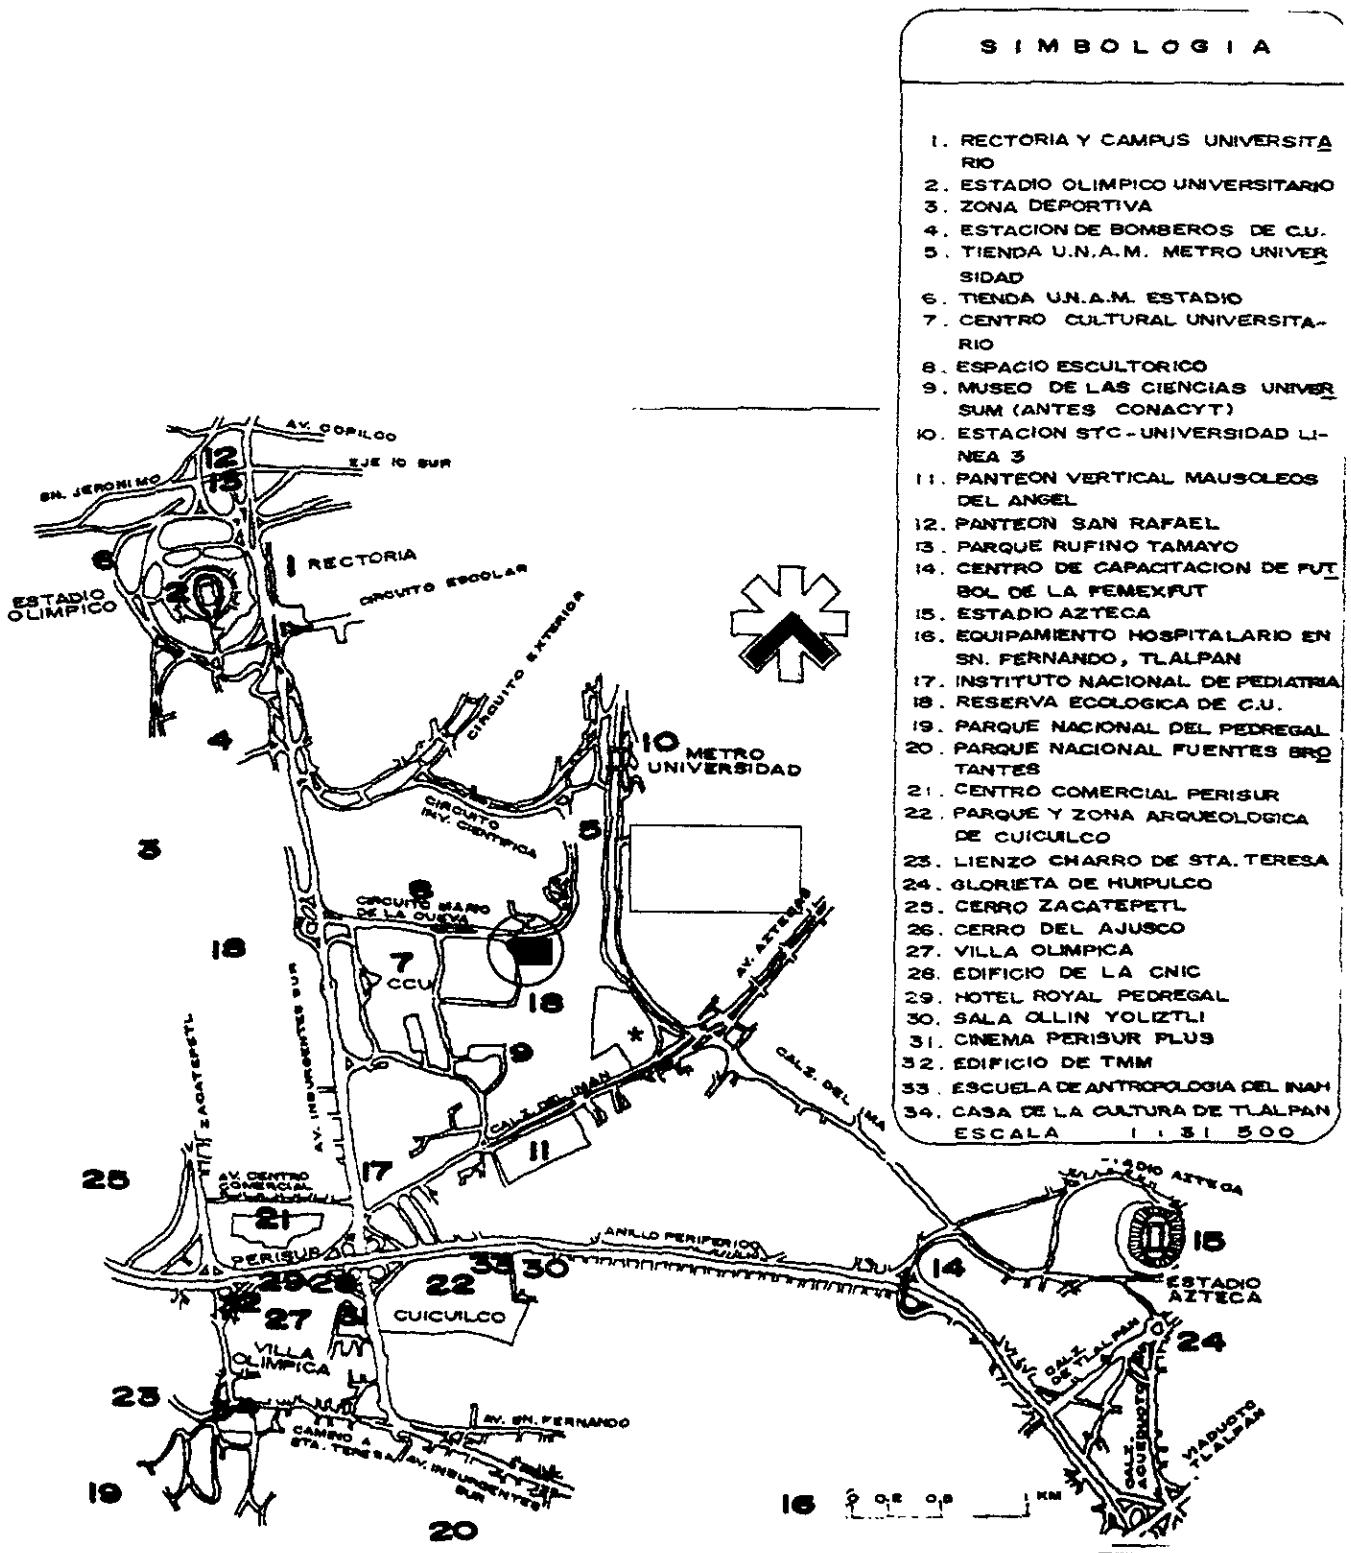 SIMBOLOGIA
1. RECTORIA Y CAMPUS UNIVERSITA
RIO
2. ESTADIO OLIMPICO UNIVERSITARIO
3. ZONA DEPORTIVA
4. ESTACION DE BOMBEROS DE C.U.
5. TIENDA U.N.A.M. METRO UNIVER
SIDAD
6. TIENDA U.N.A.M. ESTADIO
7. CENTRO CULTURAL UNIVERSITA-
RIO
8. ESPACIO ESCULTORICO
9. MUSEO DE LAS CIENCIAS UNIVER
SUM (ANTES CONACYT)
10. ESTACION STC-UNIVERSIDAD LI-
NEA 3
11. PANTEON VERTICAL MAUSOLEOS
DEL ANGEL
12. PANTEON SAN RAFAEL
13. PARQUE RUFINO TAMAYO
14. CENTRO DE CAPACITACION DE FUT
BOL DE LA FEMEXFUT
15. ESTADIO AZTECA
16. EQUIPAMIENTO HOSPITALARIO EN
SN. FERNANDO, TLALPAN
17. INSTITUTO NACIONAL DE PEDIATRIA
18. RESERVA ECOLOGICA DE C.U.
19. PARQUE NACIONAL DEL PEDREGAL
20. PARQUE NACIONAL FUENTES BRO
TANTES
21. CENTRO COMERCIAL PERISUR
22. PARQUE Y ZONA ARQUEOLOGICA
DE CUICUILCO
23. LIENZO CHARRO DE STA. TERESA
24. GLORIETA DE HUIPULCO
25. CERRO ZACATEPETL
26. CERRO DEL AJUSCO
27. VILLA OLIMPICA
28. EDIFICIO DE LA CNIC
29. HOTEL ROYAL PEDREGAL
30. SALA OLLIN YOLIZTLI
31. CINEMA PERISUR PLUS
32. EDIFICIO DE TMM
33. ESCUELA DE ANTROPOLOGIA DEL INAH
34. CASA DE LA CULTURA DE TLALPAN
ESCALA 1 : 31 500
AV. COPILCO
12
EJE 10 SUR
13
SN. JERONIMO
6
1 RECTORIA
2
CIRCUITO ESCOLAR
ESTADIO
OLIMPICO
CIRCUITO EXTERIOR
4
10
METRO
UNIVERSIDAD
CIRCUITO
INV. CIENTIFICA
5
3
8
CIRCUITO MARIO
DE LA CUEVA
AV. AZTECAS
18
7
CCU
18
AV. INSURGENTES SUR
ZACATEPETL
*
9
CALZ. DEL IMAN
CALZ. DEL IMA
11
25
17
AV. CENTRO
COMERCIAL
21
PERISUR
ANILLO PERIFERICO
ADIO AZTECA
15
ESTADIO
AZTECA
29
28
22
33
30
14
27
CUICUILCO
VILLA
OLIMPICA
CALZ.
DE TLALPAN
24
23
AV. SN. FERNANDO
CAMINO A
STA. TERESA
AV. INSURGENTES
SUR
CALZ.
ACUEDUCTO
VIADUCTO
TLALPAN
19
20
16
0 0.2 0.5 1 KM